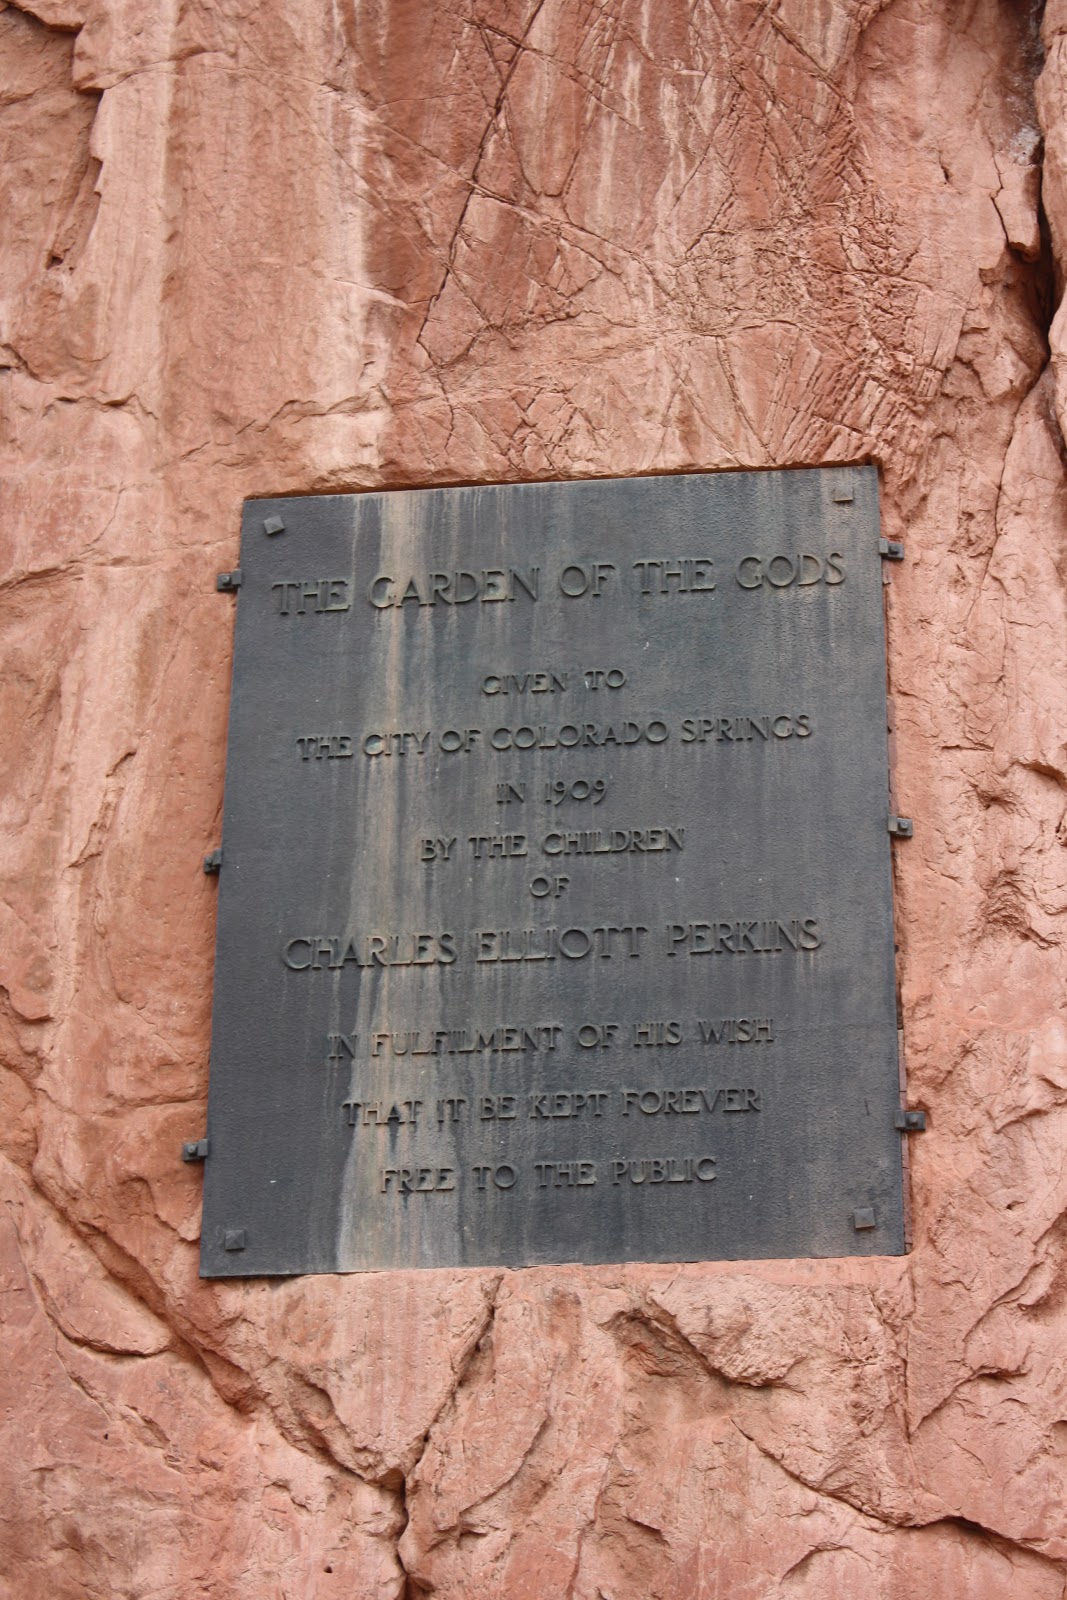 THE GARDEN OF THE GODS
GIVEN TO
THE CITY OF COLORADO SPRINGS
IN 1909
BY THE CHILDREN
OF
CHARLES ELLIOTT PERKINS
IN FULFILMENT OF HIS WISH
THAT IT BE KEPT FOREVER
FREE TO THE PUBLIC